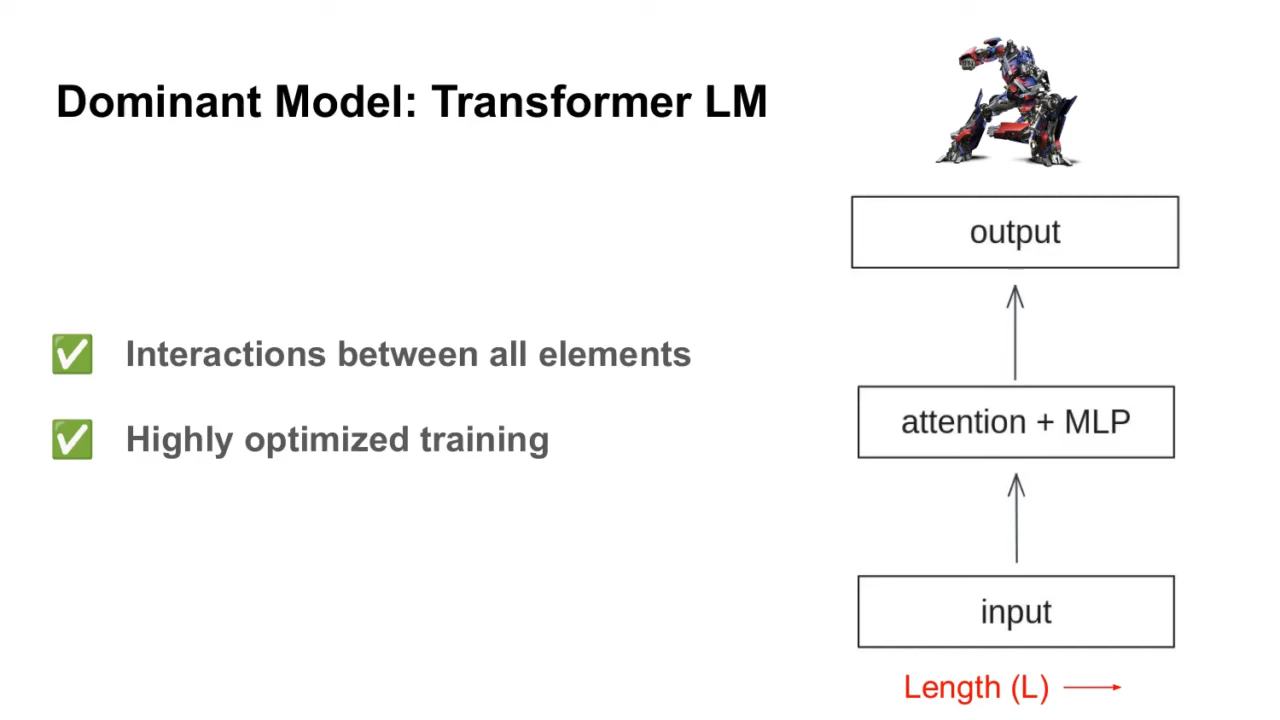 Dominant Model: Transformer LM
✅ Interactions between all elements
✅ Highly optimized training
output
attention + MLP
input
Length (L) →